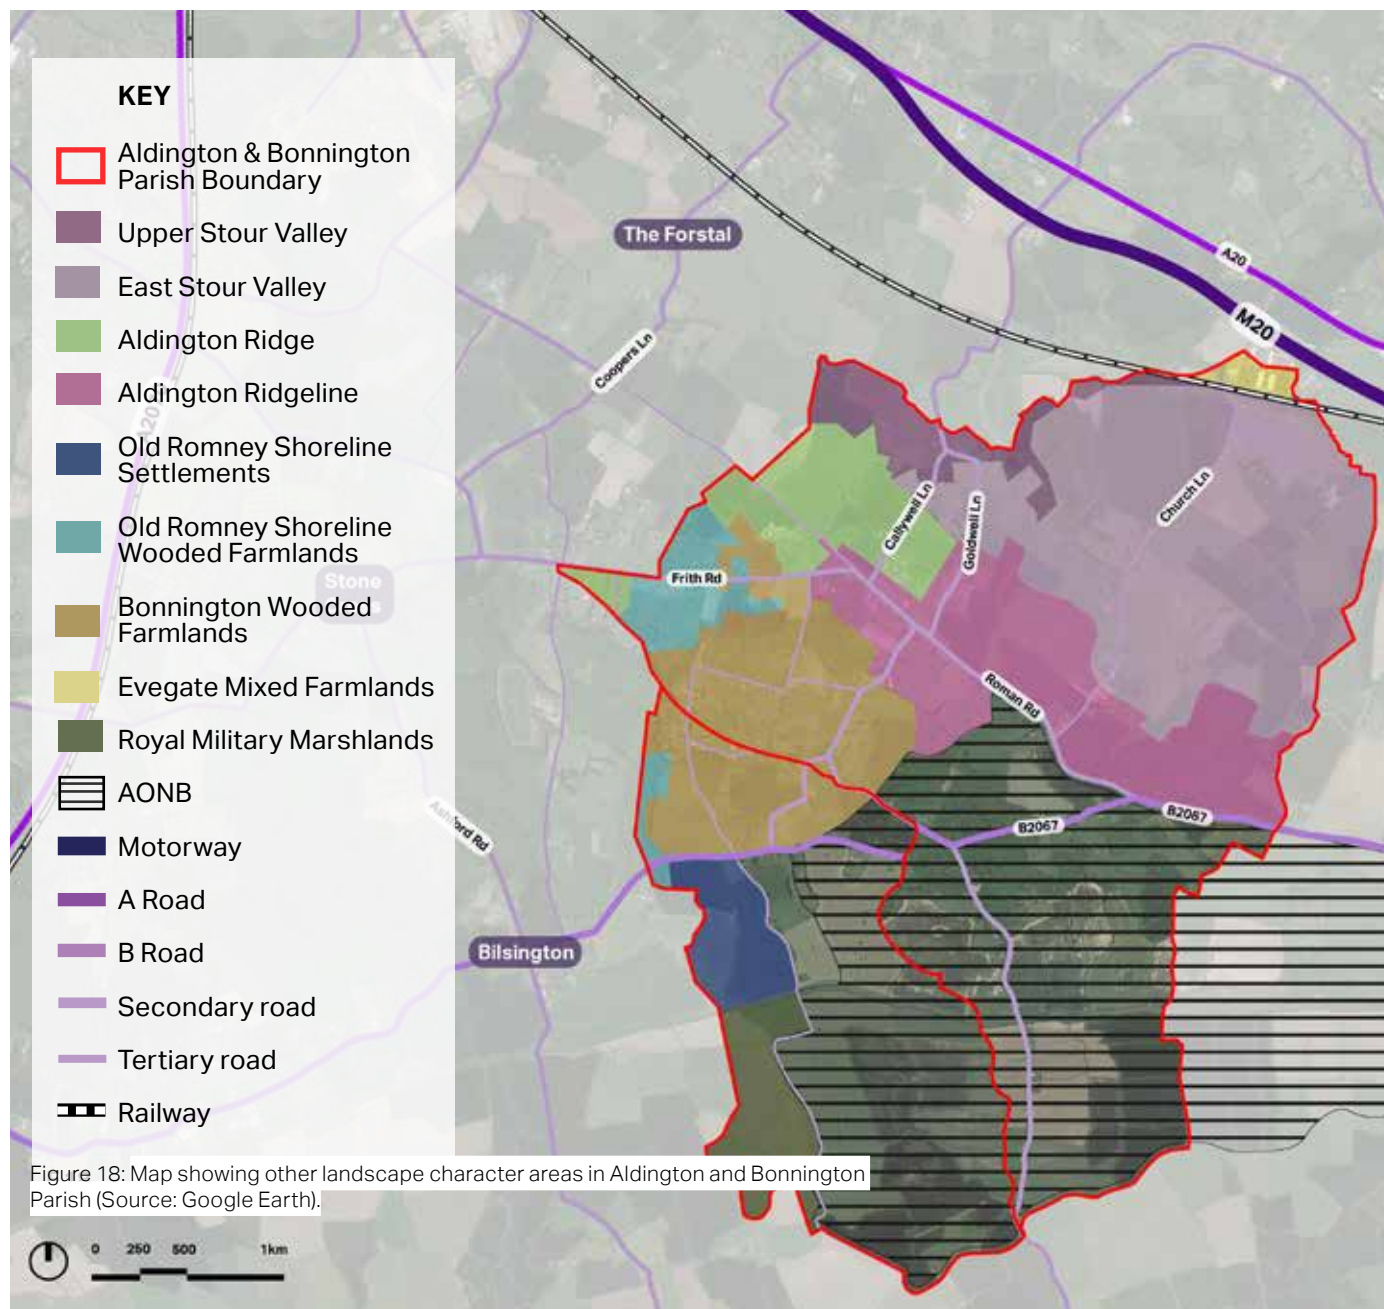 KEY
Aldington & Bonnington
Parish Boundary
Upper Stour Valley
East Stour Valley
Aldington Ridge
Aldington Ridgeline
Old Romney Shoreline
Settlements
Old Romney Shoreline
Wooded Farmlands
Bonnington Wooded
Farmlands
Evegate Mixed Farmlands
Royal Military Marshlands
AONB
Motorway
A Road
B Road
Secondary road
Tertiary road
Railway
The Forstal
A20
M20
Coopers Ln
Church Ln
Callywell Ln
Goldwell Ln
A20
Frith Rd
Stone
Roman Rd
B2067
B2067
Ashford Rd
Bilsington
Figure 18: Map showing other landscape character areas in Aldington and Bonnington
Parish (Source: Google Earth).
0 250 500 1km